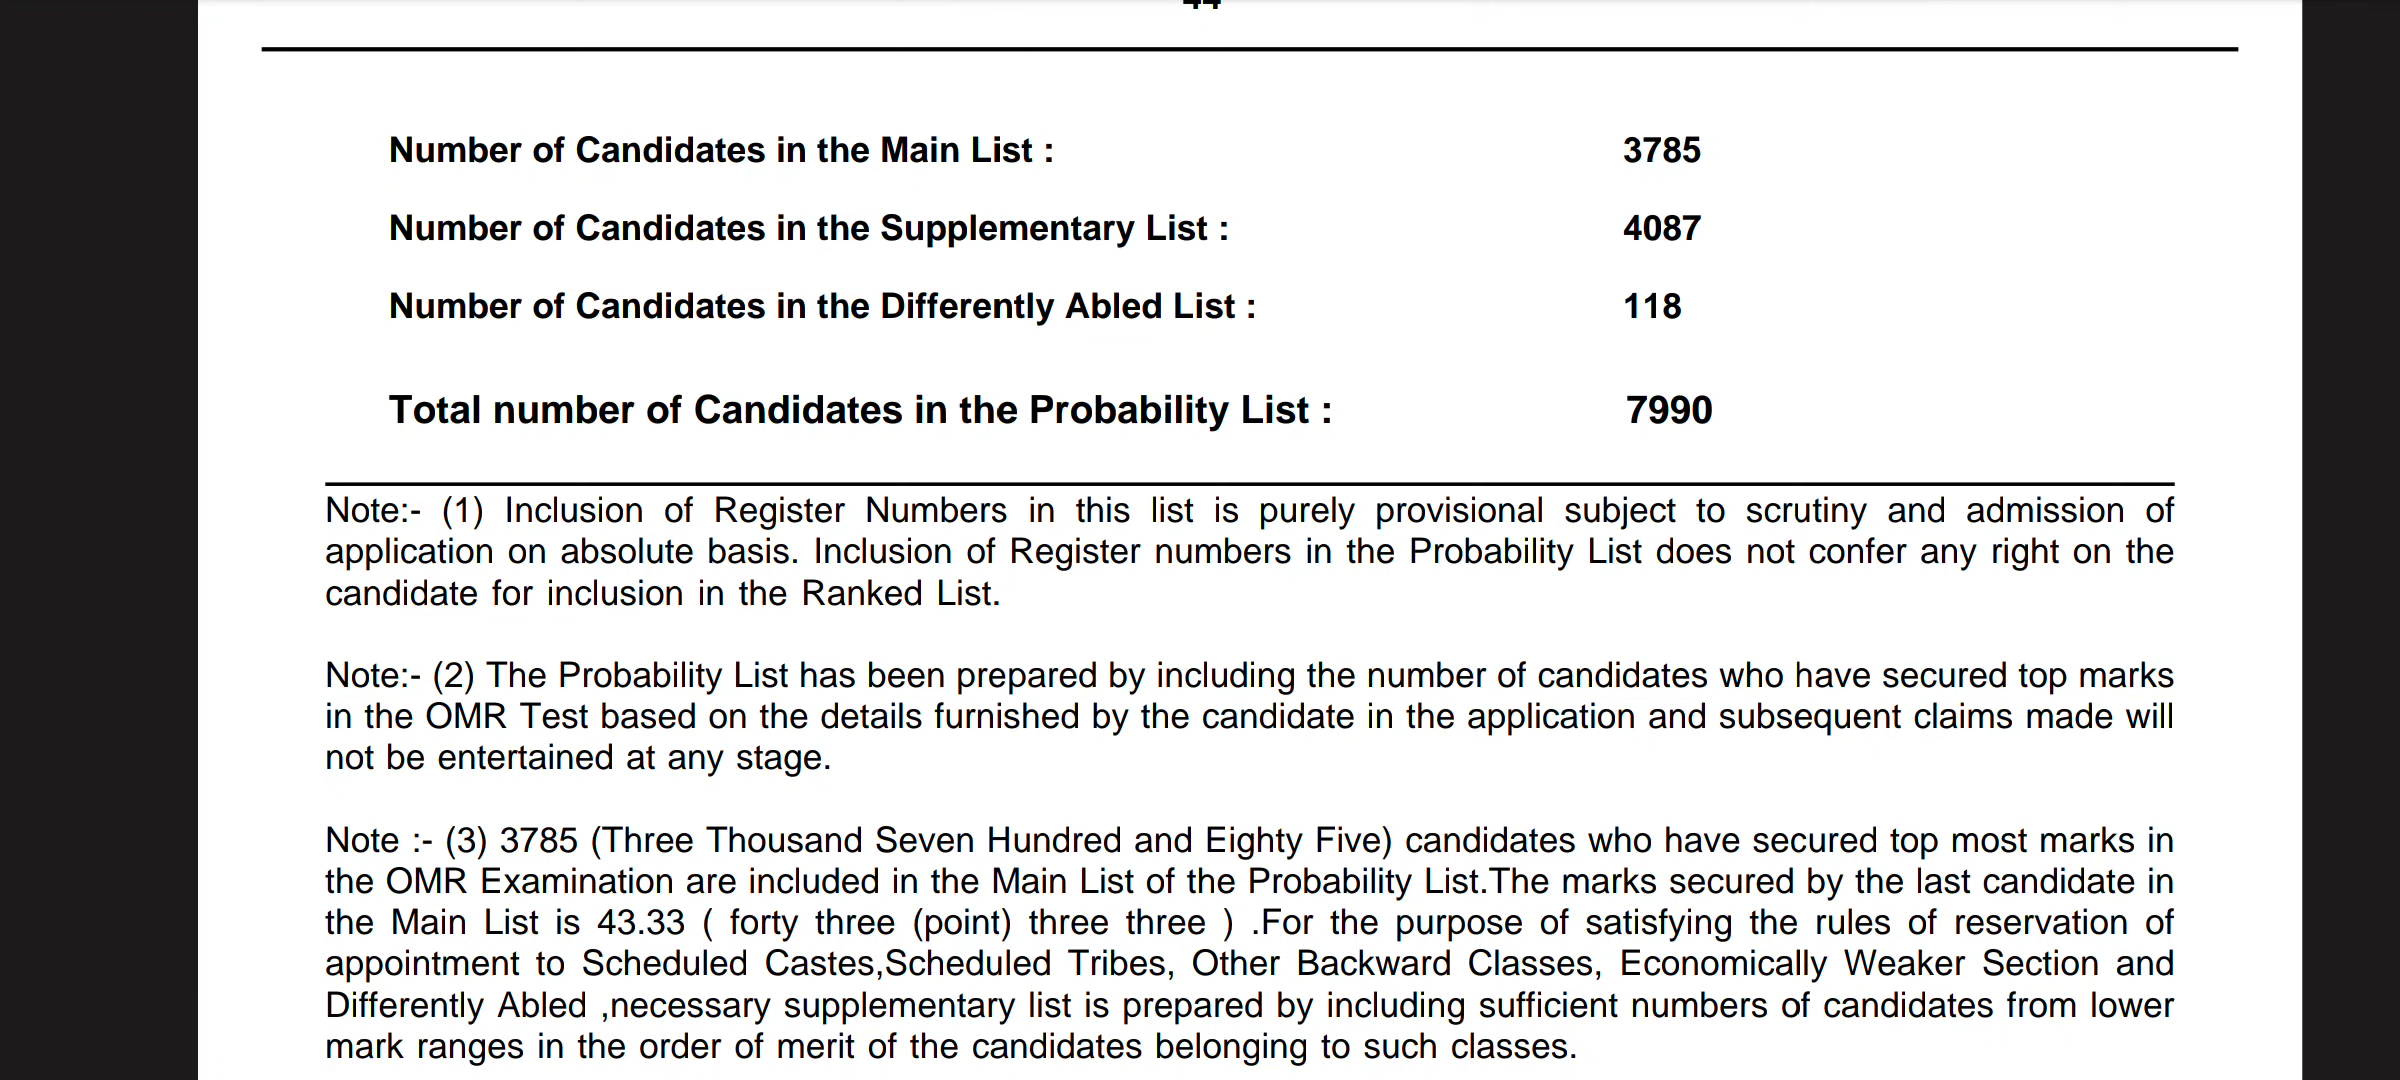 Number of Candidates in the Main List : 3785
Number of Candidates in the Supplementary List : 4087
Number of Candidates in the Differently Abled List : 118
Total number of Candidates in the Probability List : 7990
Note:- (1) Inclusion of Register Numbers in this list is purely provisional subject to scrutiny and admission of
application on absolute basis. Inclusion of Register numbers in the Probability List does not confer any right on the
candidate for inclusion in the Ranked List.
Note:- (2) The Probability List has been prepared by including the number of candidates who have secured top marks
in the OMR Test based on the details furnished by the candidate in the application and subsequent claims made will
not be entertained at any stage.
Note :- (3) 3785 (Three Thousand Seven Hundred and Eighty Five) candidates who have secured top most marks in
the OMR Examination are included in the Main List of the Probability List.The marks secured by the last candidate in
the Main List is 43.33 ( forty three (point) three three ) .For the purpose of satisfying the rules of reservation of
appointment to Scheduled Castes,Scheduled Tribes, Other Backward Classes, Economically Weaker Section and
Differently Abled ,necessary supplementary list is prepared by including sufficient numbers of candidates from lower
mark ranges in the order of merit of the candidates belonging to such classes.